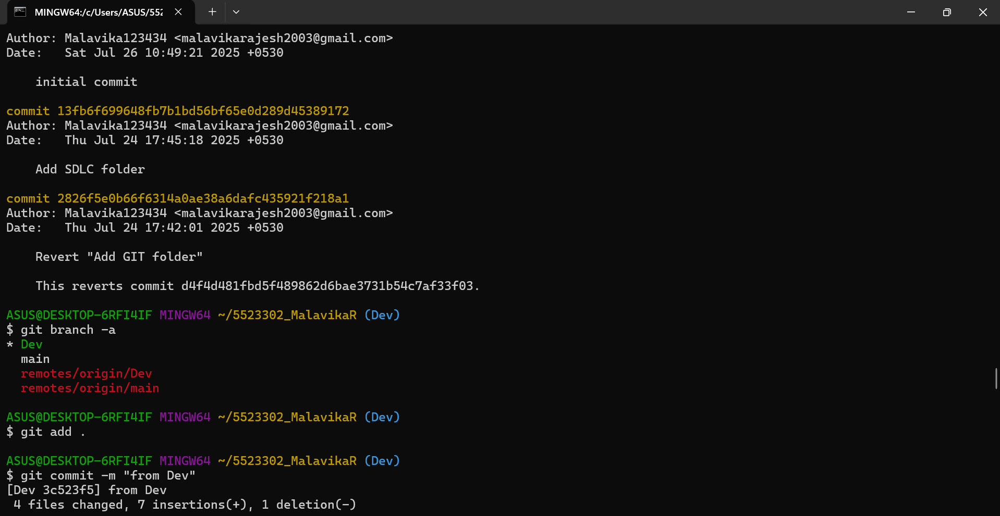 MINGW64:/c/Users/ASUS/552
Author: Malavika123434 <malavikarajesh2003@gmail.com>
Date:   Sat Jul 26 10:49:21 2025 +0530
    initial commit
commit 13fb6f699648fb7b1bd56bf65e0d289d45389172
Author: Malavika123434 <malavikarajesh2003@gmail.com>
Date:   Thu Jul 24 17:45:18 2025 +0530
    Add SDLC folder
commit 2826f5e0b66f6314a0ae38a6dafc435921f218a1
Author: Malavika123434 <malavikarajesh2003@gmail.com>
Date:   Thu Jul 24 17:42:01 2025 +0530
    Revert "Add GIT folder"
    This reverts commit d4f4d481fbd5f489862d6bae3731b54c7af33f03.
ASUS@DESKTOP-6RFI4IF MINGW64 ~/5523302_MalavikaR (Dev)
$ git branch -a
* Dev
  main
  remotes/origin/Dev
  remotes/origin/main
ASUS@DESKTOP-6RFI4IF MINGW64 ~/5523302_MalavikaR (Dev)
$ git add .
ASUS@DESKTOP-6RFI4IF MINGW64 ~/5523302_MalavikaR (Dev)
$ git commit -m "from Dev"
[Dev 3c523f5] from Dev
 4 files changed, 7 insertions(+), 1 deletion(-)